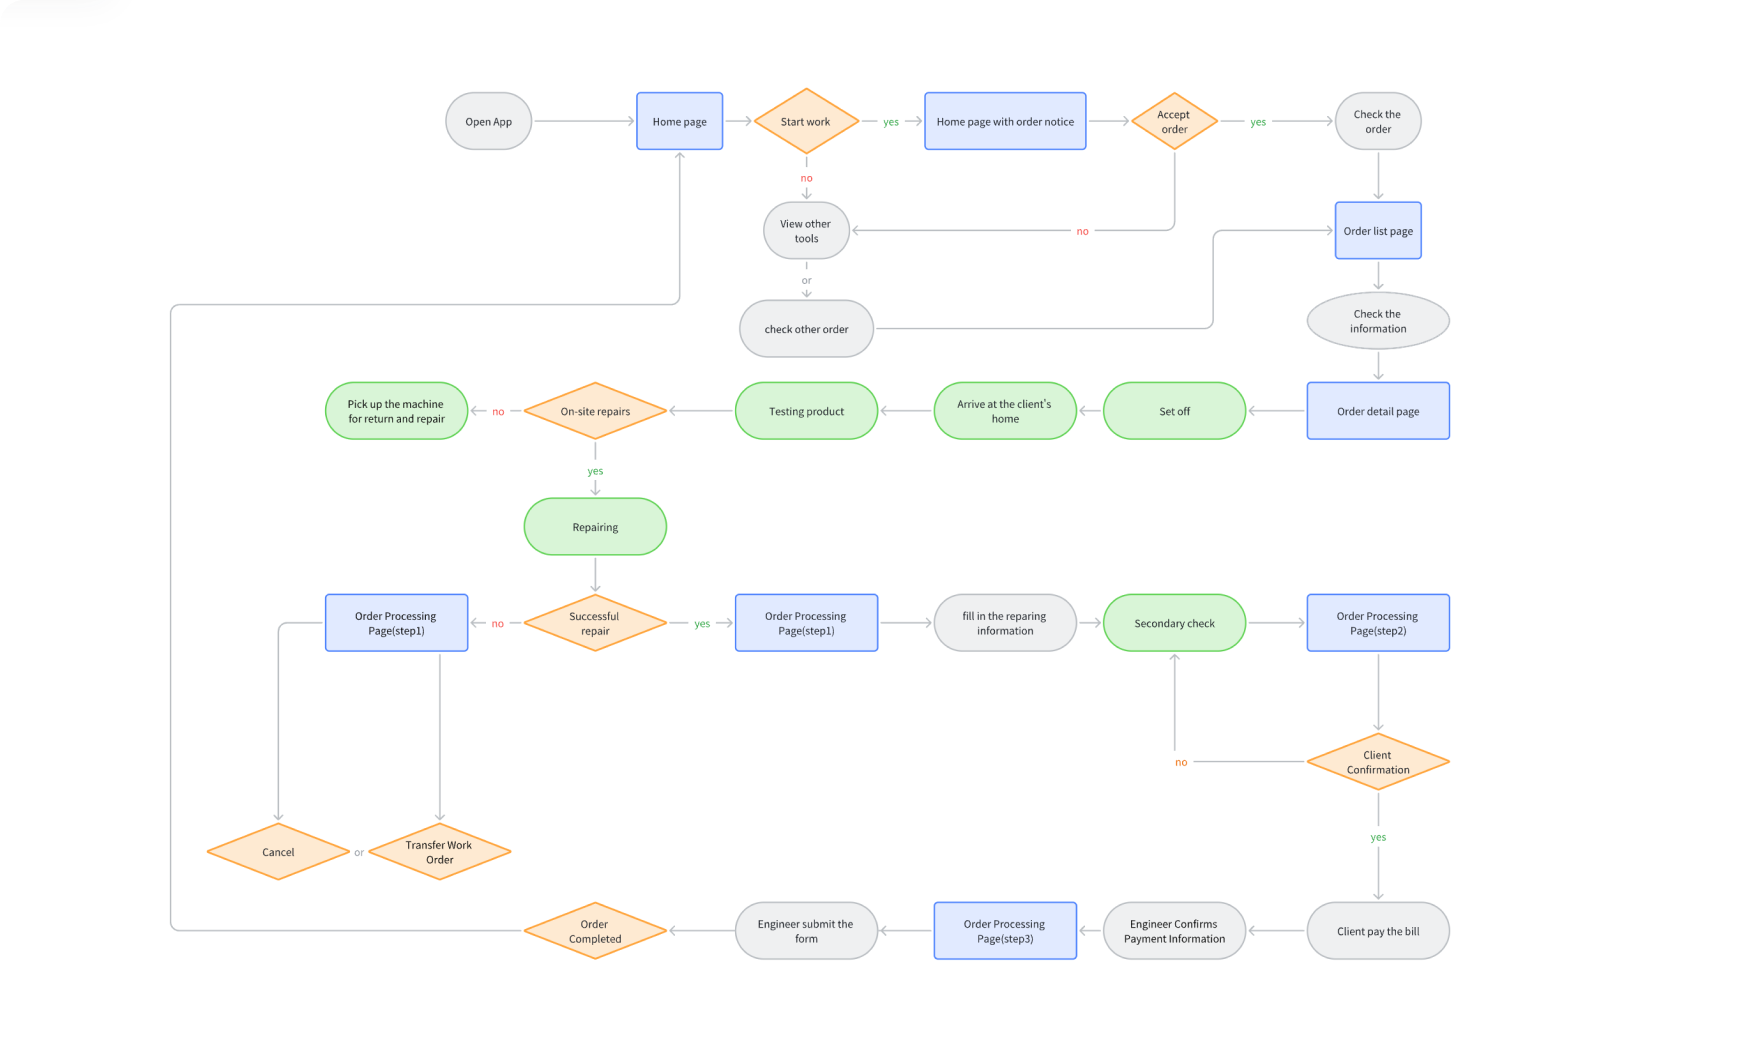 Open App
Home page
Start work
yes
Home page with order notice
Accept
order
yes
Check the
order
no
View other
tools
no
Order list page
or
check other order
Check the
information
Pick up the machine
for return and repair
no
On-site repairs
Testing product
Arrive at the client's
home
Set off
Order detail page
yes
Repairing
Order Processing
Page(step1)
no
Successful
repair
yes
Order Processing
Page(step1)
fill in the reparing
information
Secondary check
Order Processing
Page(step2)
no
Client
Confirmation
yes
Cancel
or
Transfer Work
Order
Order
Completed
Engineer submit the
form
Order Processing
Page(step3)
Engineer Confirms
Payment Information
Client pay the bill